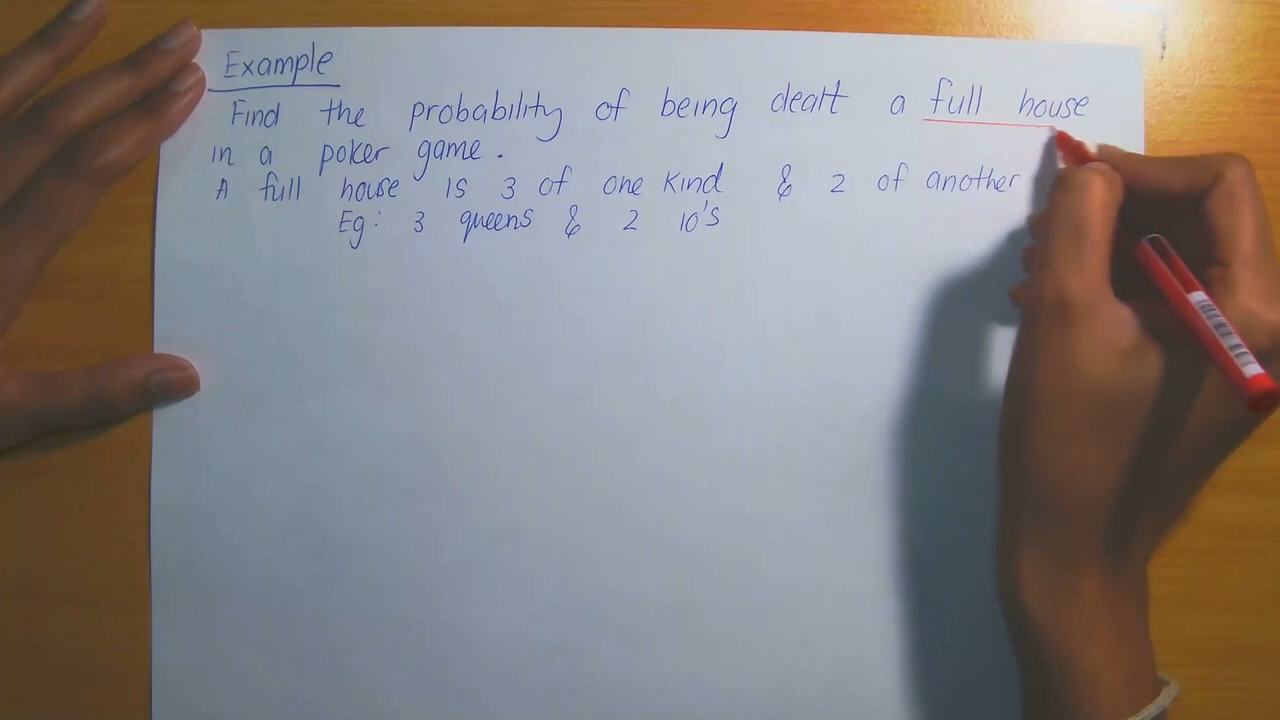 Example
Find the probability of being dealt a full house
in a poker game.
A full house is 3 of one kind & 2 of another
Eg: 3 queens & 2 10's